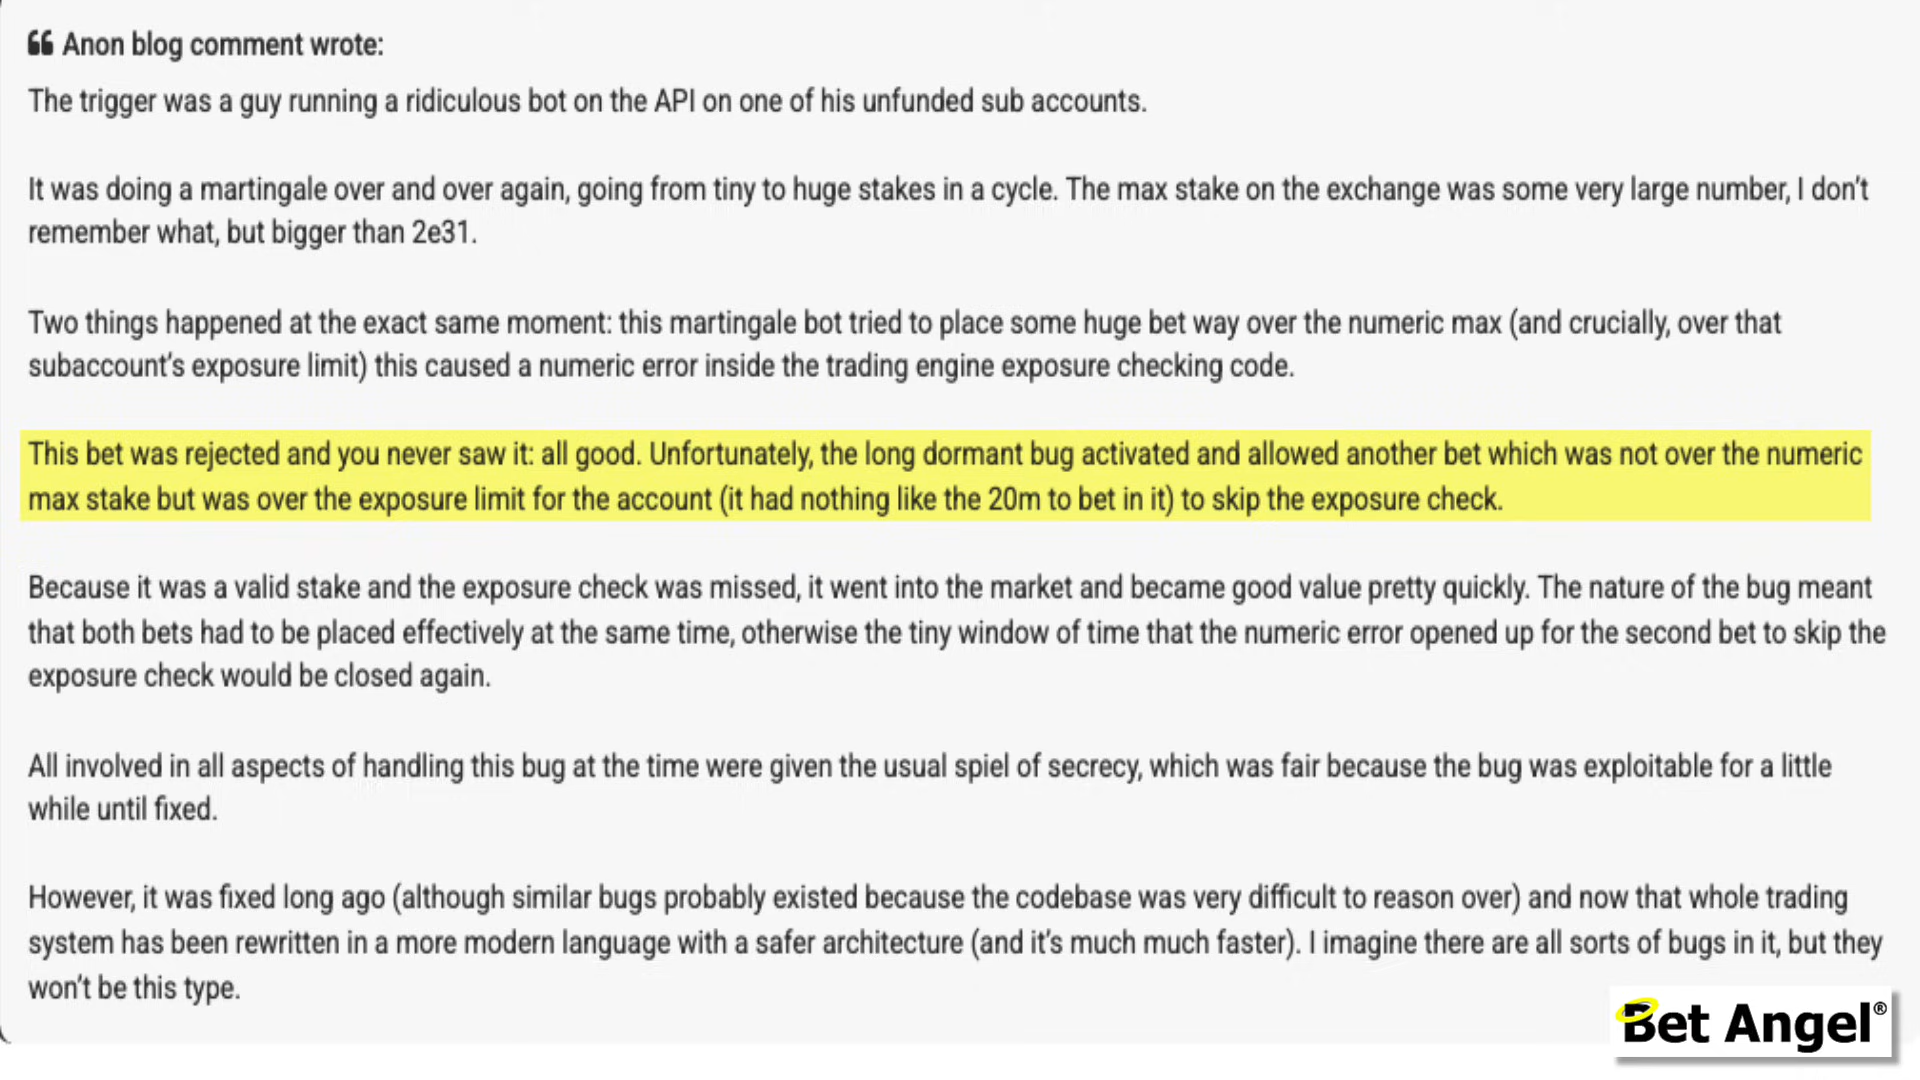 ❝ Anon blog comment wrote:
The trigger was a guy running a ridiculous bot on the API on one of his unfunded sub accounts.
It was doing a martingale over and over again, going from tiny to huge stakes in a cycle. The max stake on the exchange was some very large number, I don't
remember what, but bigger than 2e31.
Two things happened at the exact same moment: this martingale bot tried to place some huge bet way over the numeric max (and crucially, over that
subaccount's exposure limit) this caused a numeric error inside the trading engine exposure checking code.
This bet was rejected and you never saw it: all good. Unfortunately, the long dormant bug activated and allowed another bet which was not over the numeric
max stake but was over the exposure limit for the account (it had nothing like the 20m to bet in it) to skip the exposure check.
Because it was a valid stake and the exposure check was missed, it went into the market and became good value pretty quickly. The nature of the bug meant
that both bets had to be placed effectively at the same time, otherwise the tiny window of time that the numeric error opened up for the second bet to skip the
exposure check would be closed again.
All involved in all aspects of handling this bug at the time were given the usual spiel of secrecy, which was fair because the bug was exploitable for a little
while until fixed.
However, it was fixed long ago (although similar bugs probably existed because the codebase was very difficult to reason over) and now that whole trading
system has been rewritten in a more modern language with a safer architecture (and it's much much faster). I imagine there are all sorts of bugs in it, but they
won't be this type.
Bet Angel®